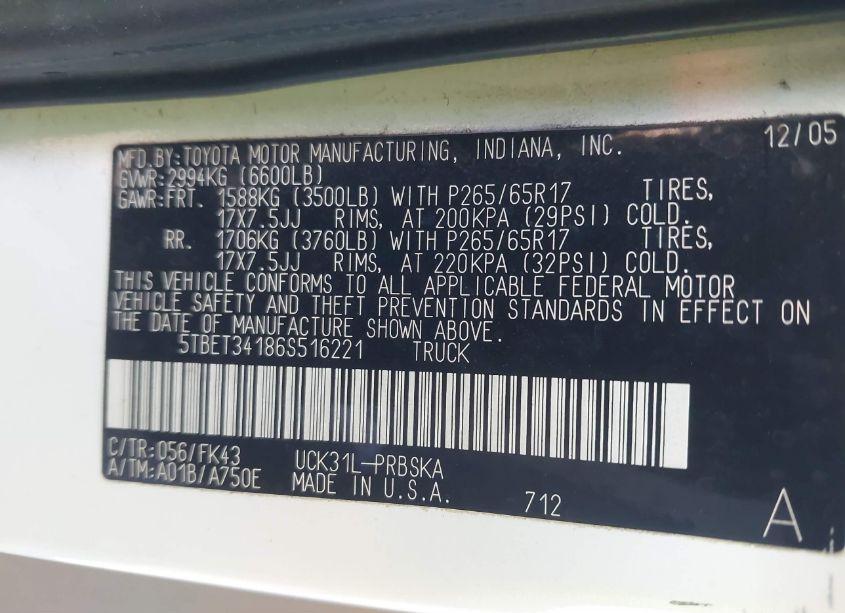 12/05
MFD.BY:TOYOTA MOTOR MANUFACTURING, INDIANA, INC.
GVWR:2994KG (6600LB)
GAWR:FRT. 1588KG (3500LB) WITH P265/65R17 TIRES,
17X7.5JJ RIMS, AT 200KPA (29PSI) COLD.
RR. 1706KG (3760LB) WITH P265/65R17 TIRES,
17X7.5JJ RIMS, AT 220KPA (32PSI) COLD.
THIS VEHICLE CONFORMS TO ALL APPLICABLE FEDERAL MOTOR
VEHICLE SAFETY AND THEFT PREVENTION STANDARDS IN EFFECT ON
THE DATE OF MANUFACTURE SHOWN ABOVE.
5TBET34186S516221 TRUCK
C/TR:056/FK43 UCK31L-PRBSKA
A/TM:A01B/A750E MADE IN U.S.A. 712 A